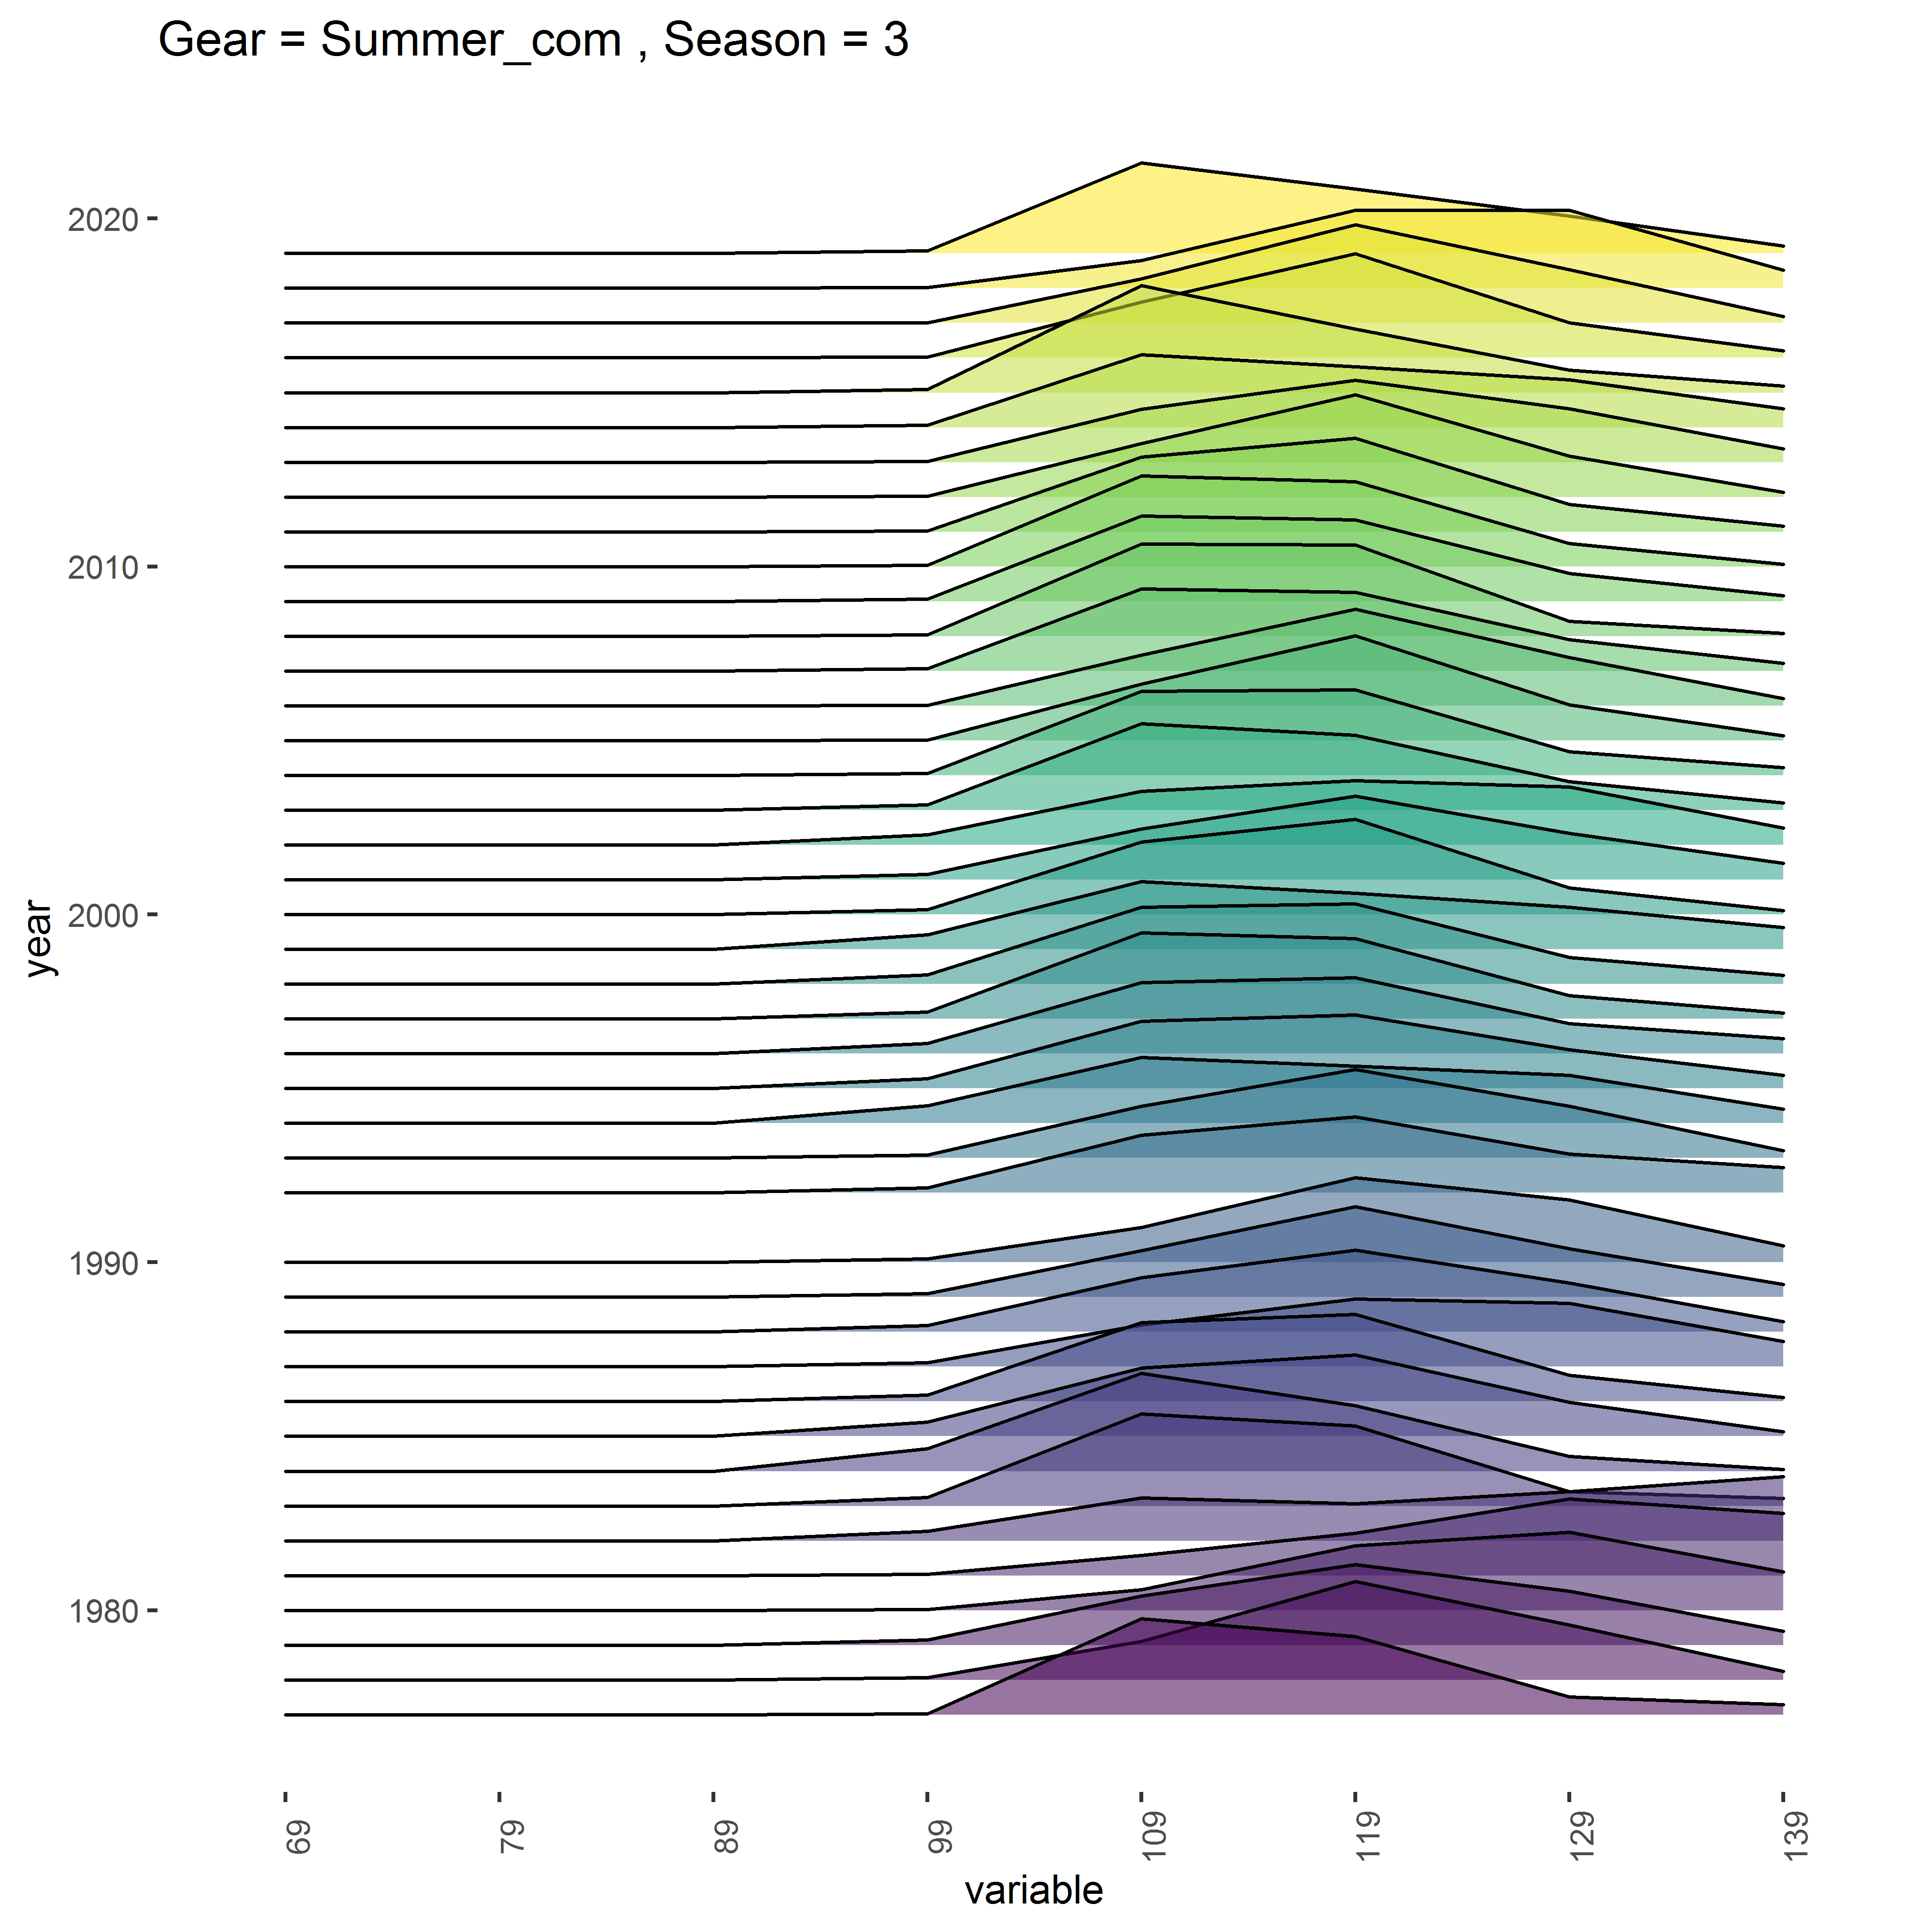 Gear = Summer_com , Season = 3
2020
2010
2000
1990
1980
year
69 79 89 99 109 119 129 139
variable